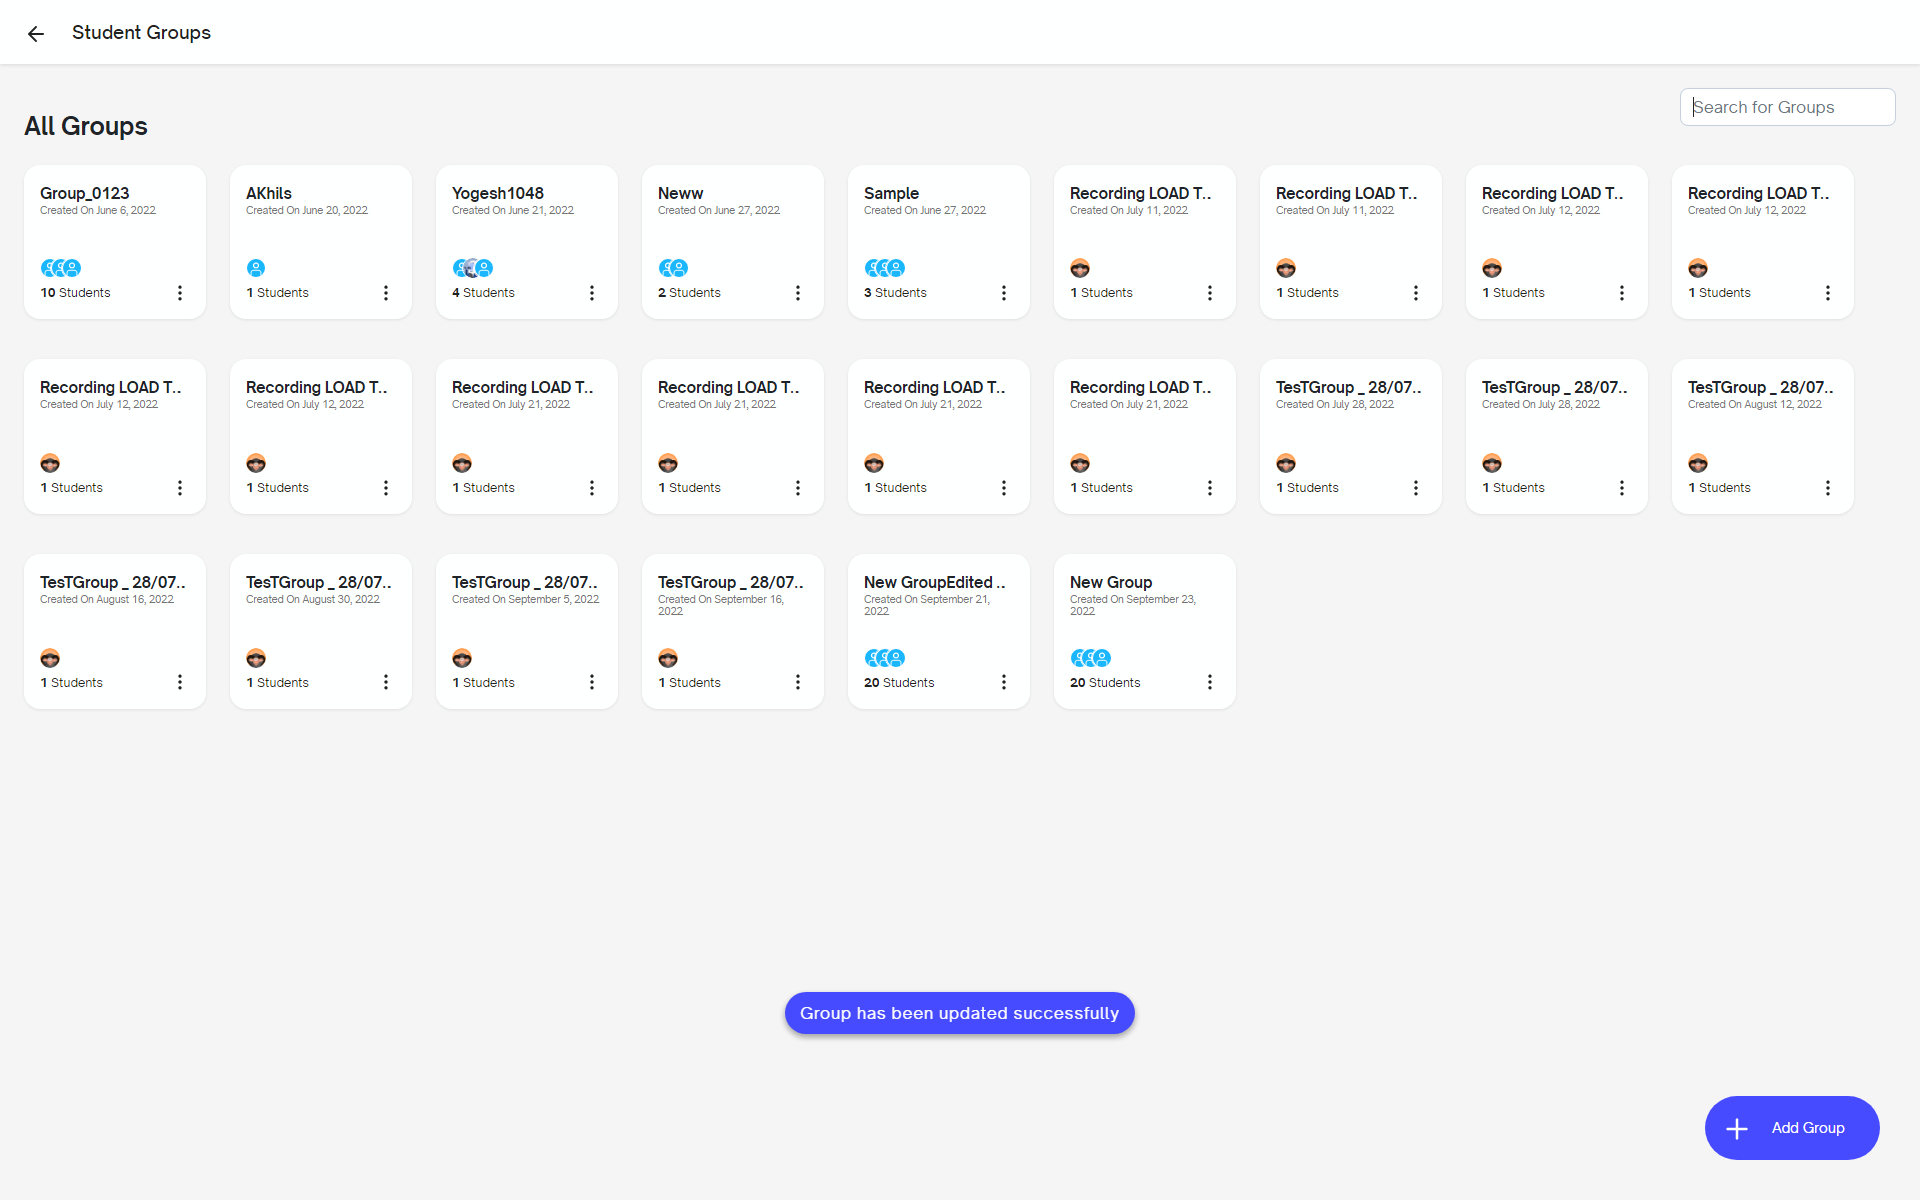 Student Groups
Search for Groups
All Groups
Group_0123
Created On June 6, 2022
10 Students
AKhils
Created On June 20, 2022
1 Students
Yogesh1048
Created On June 21, 2022
4 Students
Neww
Created On June 27, 2022
2 Students
Sample
Created On June 27, 2022
3 Students
Recording LOAD T..
Created On July 11, 2022
1 Students
Recording LOAD T..
Created On July 11, 2022
1 Students
Recording LOAD T..
Created On July 12, 2022
1 Students
Recording LOAD T..
Created On July 12, 2022
1 Students
Recording LOAD T..
Created On July 12, 2022
1 Students
Recording LOAD T..
Created On July 12, 2022
1 Students
Recording LOAD T..
Created On July 21, 2022
1 Students
Recording LOAD T..
Created On July 21, 2022
1 Students
Recording LOAD T..
Created On July 21, 2022
1 Students
Recording LOAD T..
Created On July 21, 2022
1 Students
TesTGroup _ 28/07..
Created On July 28, 2022
1 Students
TesTGroup _ 28/07..
Created On July 28, 2022
1 Students
TesTGroup _ 28/07..
Created On August 12, 2022
1 Students
TesTGroup _ 28/07..
Created On August 16, 2022
1 Students
TesTGroup _ 28/07..
Created On August 30, 2022
1 Students
TesTGroup _ 28/07..
Created On September 5, 2022
1 Students
TesTGroup _ 28/07..
Created On September 16,
2022
1 Students
New GroupEdited ..
Created On September 21,
2022
20 Students
New Group
Created On September 23,
2022
20 Students
Group has been updated successfully
Add Group